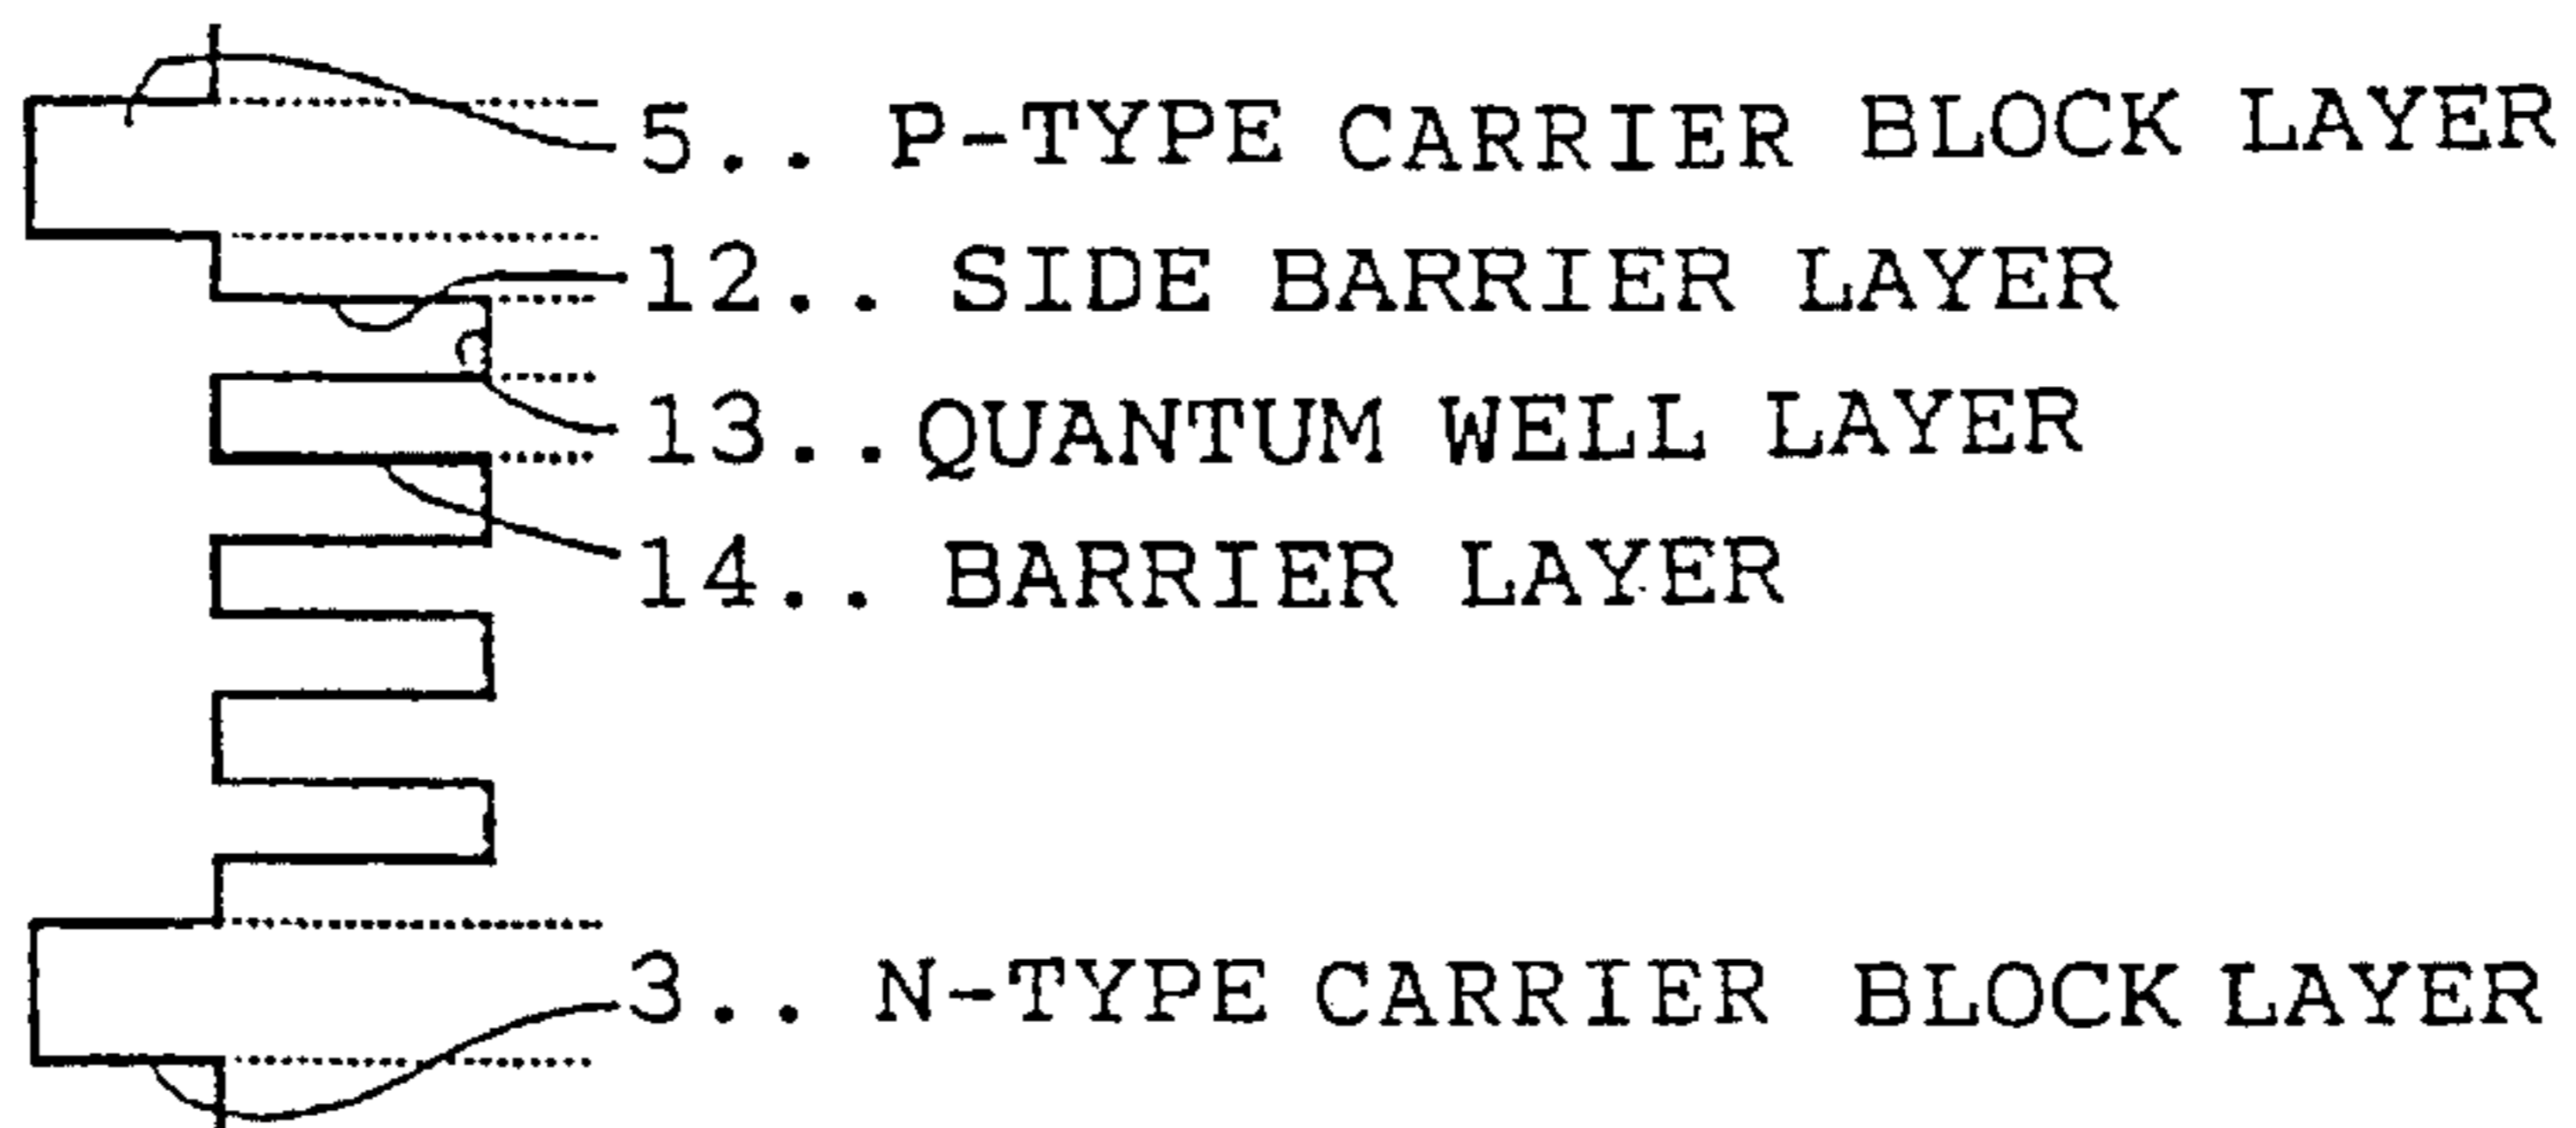 5.. P-TYPE CARRIER BLOCK LAYER
12.. SIDE BARRIER LAYER
13..QUANTUM WELL LAYER
14.. BARRIER LAYER
3.. N-TYPE CARRIER BLOCK LAYER